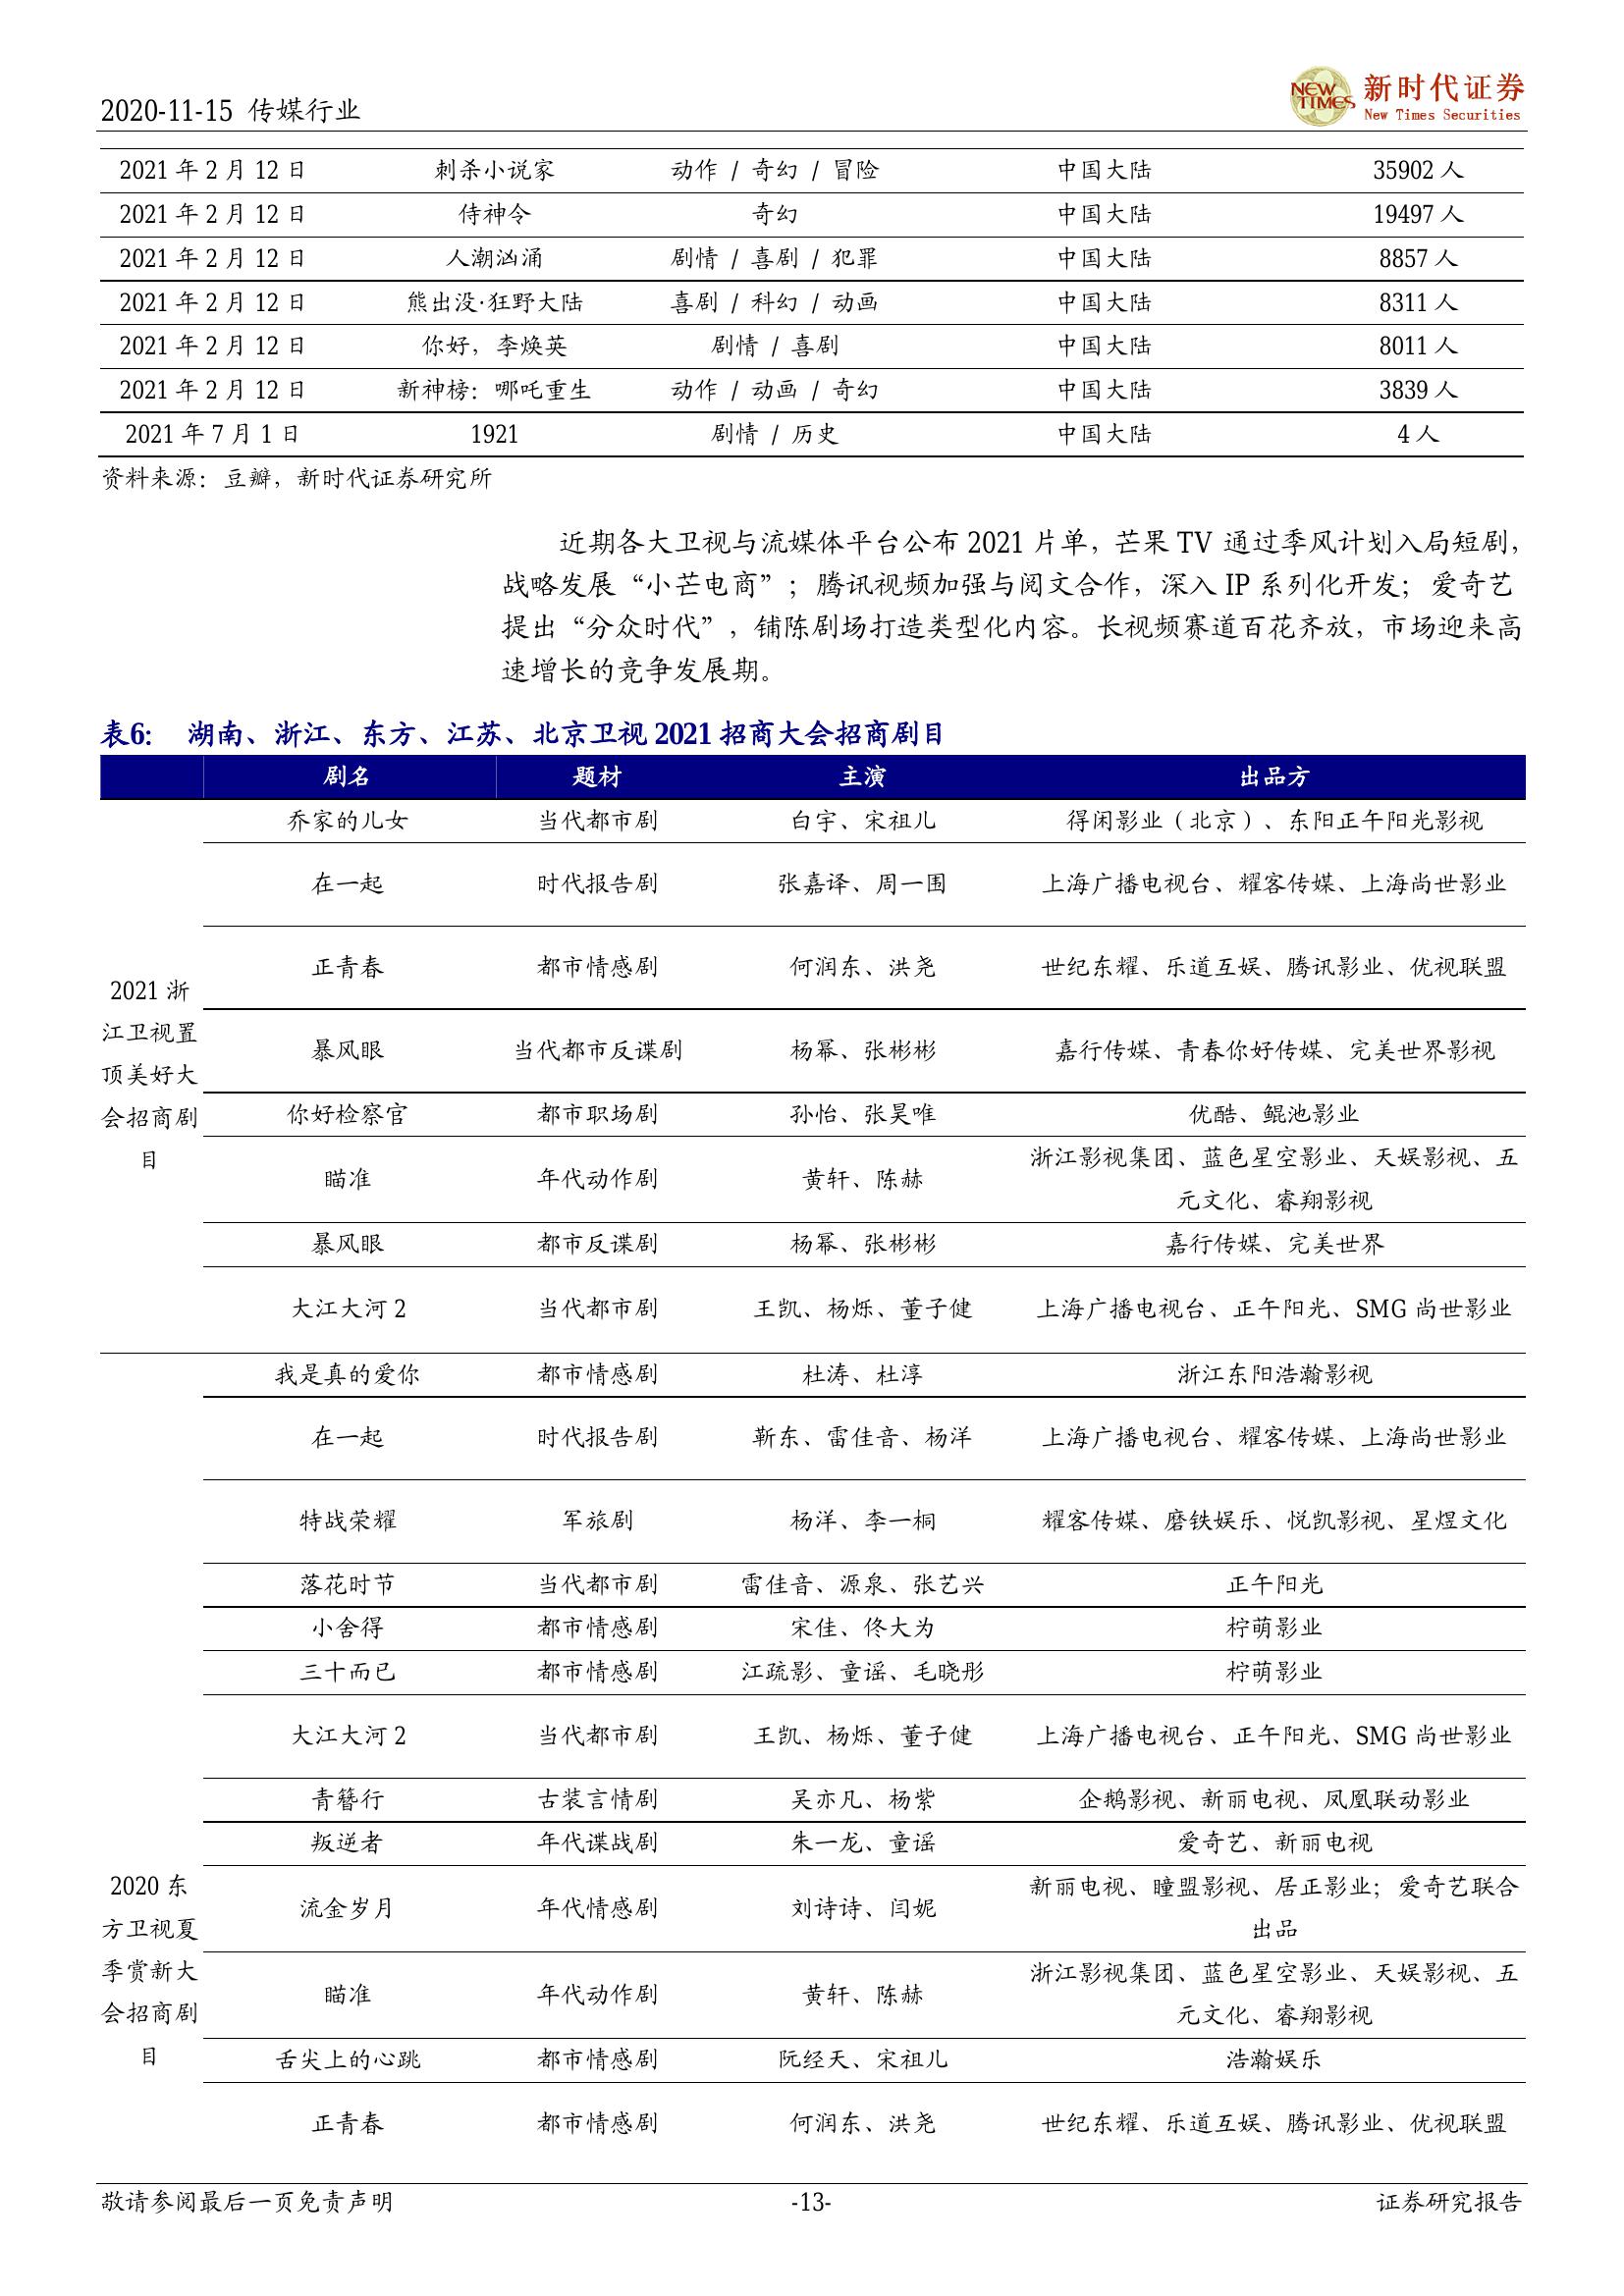 2020-11-15 传媒行业
NEW TIMES 新时代证券
New Times Securities
2021 年 2 月 12 日 刺杀小说家 动作 / 奇幻 / 冒险 中国大陆 35902 人
2021 年 2 月 12 日 侍神令 奇幻 中国大陆 19497 人
2021 年 2 月 12 日 人潮汹涌 剧情 / 喜剧 / 犯罪 中国大陆 8857 人
2021 年 2 月 12 日 熊出没·狂野大陆 喜剧 / 科幻 / 动画 中国大陆 8311 人
2021 年 2 月 12 日 你好，李焕英 剧情 / 喜剧 中国大陆 8011 人
2021 年 2 月 12 日 新神榜：哪吒重生 动作 / 动画 / 奇幻 中国大陆 3839 人
2021 年 7 月 1 日 1921 剧情 / 历史 中国大陆 4 人
资料来源：豆瓣，新时代证券研究所
近期各大卫视与流媒体平台公布 2021 片单，芒果 TV 通过季风计划入局短剧，
战略发展“小芒电商”；腾讯视频加强与阅文合作，深入 IP 系列化开发；爱奇艺
提出“分众时代”，铺陈剧场打造类型化内容。长视频赛道百花齐放，市场迎来高
速增长的竞争发展期。
表6： 湖南、浙江、东方、江苏、北京卫视 2021 招商大会招商剧目
剧名 题材 主演 出品方
2021 浙
江卫视置
顶美好大
会招商剧
目
乔家的儿女 当代都市剧 白宇、宋祖儿 得闲影业（北京）、东阳正午阳光影视
在一起 时代报告剧 张嘉译、周一围 上海广播电视台、耀客传媒、上海尚世影业
正青春 都市情感剧 何润东、洪尧 世纪东耀、乐道互娱、腾讯影业、优视联盟
暴风眼 当代都市反谍剧 杨幂、张彬彬 嘉行传媒、青春你好传媒、完美世界影视
你好检察官 都市职场剧 孙怡、张昊唯 优酷、鲲池影业
瞄准 年代动作剧 黄轩、陈赫 浙江影视集团、蓝色星空影业、天娱影视、五
元文化、睿翔影视
暴风眼 都市反谍剧 杨幂、张彬彬 嘉行传媒、完美世界
大江大河 2 当代都市剧 王凯、杨烁、董子健 上海广播电视台、正午阳光、SMG 尚世影业
2020 东
方卫视夏
季赏新大
会招商剧
目
我是真的爱你 都市情感剧 杜涛、杜淳 浙江东阳浩瀚影视
在一起 时代报告剧 靳东、雷佳音、杨洋 上海广播电视台、耀客传媒、上海尚世影业
特战荣耀 军旅剧 杨洋、李一桐 耀客传媒、磨铁娱乐、悦凯影视、星煜文化
落花时节 当代都市剧 雷佳音、源泉、张艺兴 正午阳光
小舍得 都市情感剧 宋佳、佟大为 柠萌影业
三十而已 都市情感剧 江疏影、童谣、毛晓彤 柠萌影业
大江大河 2 当代都市剧 王凯、杨烁、董子健 上海广播电视台、正午阳光、SMG 尚世影业
青簪行 古装言情剧 吴亦凡、杨紫 企鹅影视、新丽电视、凤凰联动影业
叛逆者 年代谍战剧 朱一龙、童谣 爱奇艺、新丽电视
流金岁月 年代情感剧 刘诗诗、闫妮 新丽电视、瞳盟影视、居正影业；爱奇艺联合
出品
瞄准 年代动作剧 黄轩、陈赫 浙江影视集团、蓝色星空影业、天娱影视、五
元文化、睿翔影视
舌尖上的心跳 都市情感剧 阮经天、宋祖儿 浩瀚娱乐
正青春 都市情感剧 何润东、洪尧 世纪东耀、乐道互娱、腾讯影业、优视联盟
敬请参阅最后一页免责声明 -13- 证券研究报告